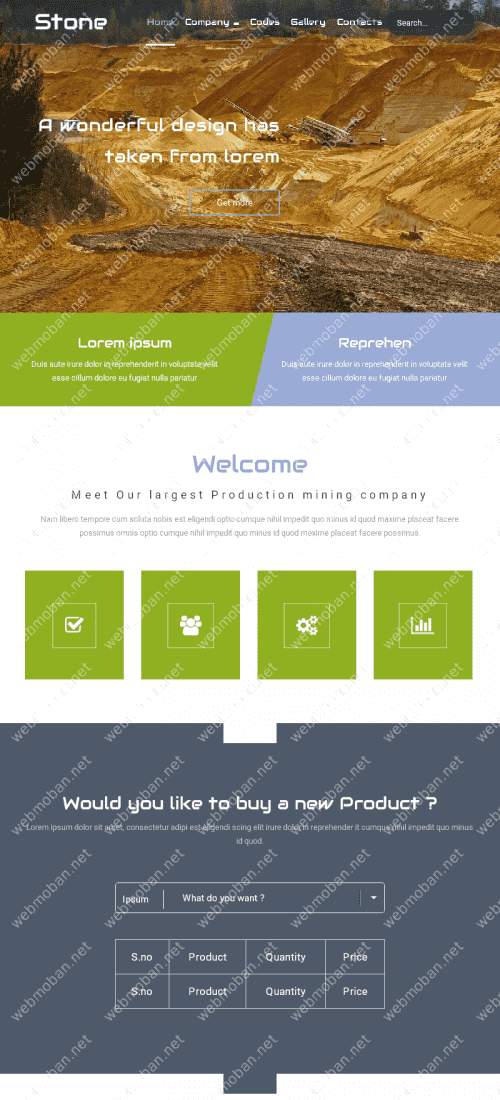 Stone
Home Company Codes Gallery Contacts Search...
A wonderful design has
taken from lorem
Get more
Lorem ipsum
Duis aute irure dolor in reprehenderit in voluptate velit
esse cillum dolore eu fugiat nulla pariatur
Reprehen
Duis aute irure dolor in reprehenderit in voluptate velit
esse cillum dolore eu fugiat nulla pariatur
Welcome
Meet Our largest Production mining company
Nam libero tempore cum soluta nobis est eligendi optio cumque nihil impedit quo minus id quod maxime placeat facere
possimus omnis optio cumque nihil impedit quo minus id quod maxime placeat facere possimus.
Would you like to buy a new Product ?
Lorem ipsum dolor sit amet, consectetur adipi est eligendi scing elit irure dolor in reprehender it cumque nihil impedit quo minus
id quod.
Ipsum What do you want ?
S.no Product Quantity Price
S.no Product Quantity Price
webmoban.net